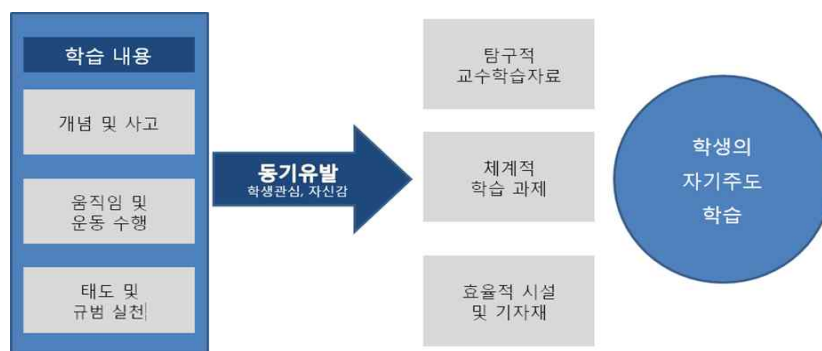 학습 내용
개념 및 사고
움직임 및
운동 수행
태도 및
규범 실천
동기유발
학생관심, 자신감
탐구적
교수학습자료
체계적
학습 과제
효율적 시설
및 기자재
학생의
자기주도
학습